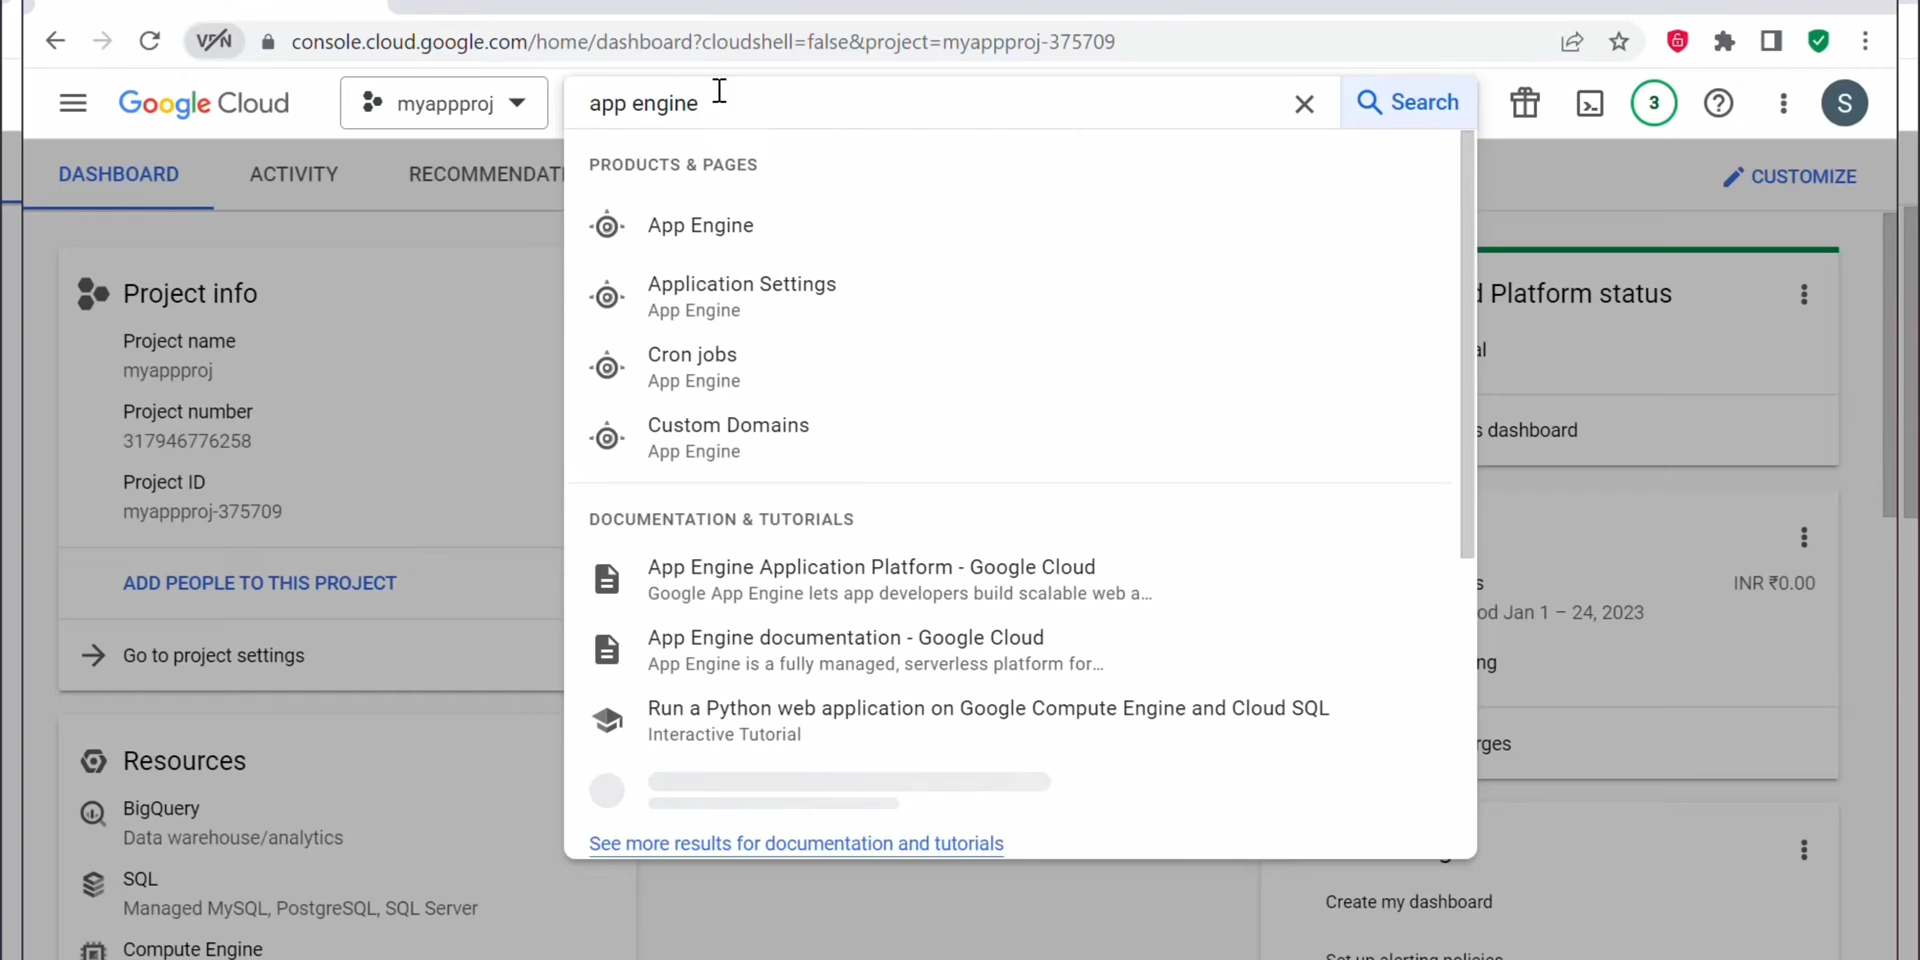 VPN
console.cloud.google.com/home/dashboard?cloudshell=false&project=myappproj-375709
Google Cloud
myappproj
app engine
Search
3
S
DASHBOARD
ACTIVITY
RECOMMENDATI
CUSTOMIZE
PRODUCTS & PAGES
App Engine
Application Settings
App Engine
Cron jobs
App Engine
Custom Domains
App Engine
DOCUMENTATION & TUTORIALS
App Engine Application Platform - Google Cloud
Google App Engine lets app developers build scalable web a...
App Engine documentation - Google Cloud
App Engine is a fully managed, serverless platform for...
Run a Python web application on Google Compute Engine and Cloud SQL
Interactive Tutorial
See more results for documentation and tutorials
Project info
Project name
myappproj
Project number
317946776258
Project ID
myappproj-375709
ADD PEOPLE TO THIS PROJECT
Go to project settings
Resources
BigQuery
Data warehouse/analytics
SQL
Managed MySQL, PostgreSQL, SQL Server
Compute Engine
Platform status
al
s dashboard
s
INR ₹0.00
od Jan 1 – 24, 2023
ng
rges
Create my dashboard
Set up alerting policies